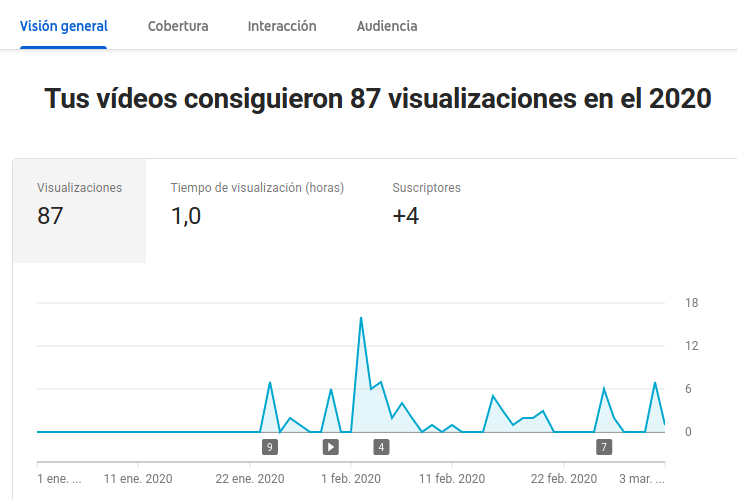 Visión general Cobertura Interacción Audiencia
Tus vídeos consiguieron 87 visualizaciones en el 2020
Visualizaciones Tiempo de visualización (horas) Suscriptores
87 1,0 +4
18
12
6
0
9 4 7
1 ene. ... 11 ene. 2020 22 ene. 2020 1 feb. 2020 11 feb. 2020 22 feb. 2020 3 mar. ...